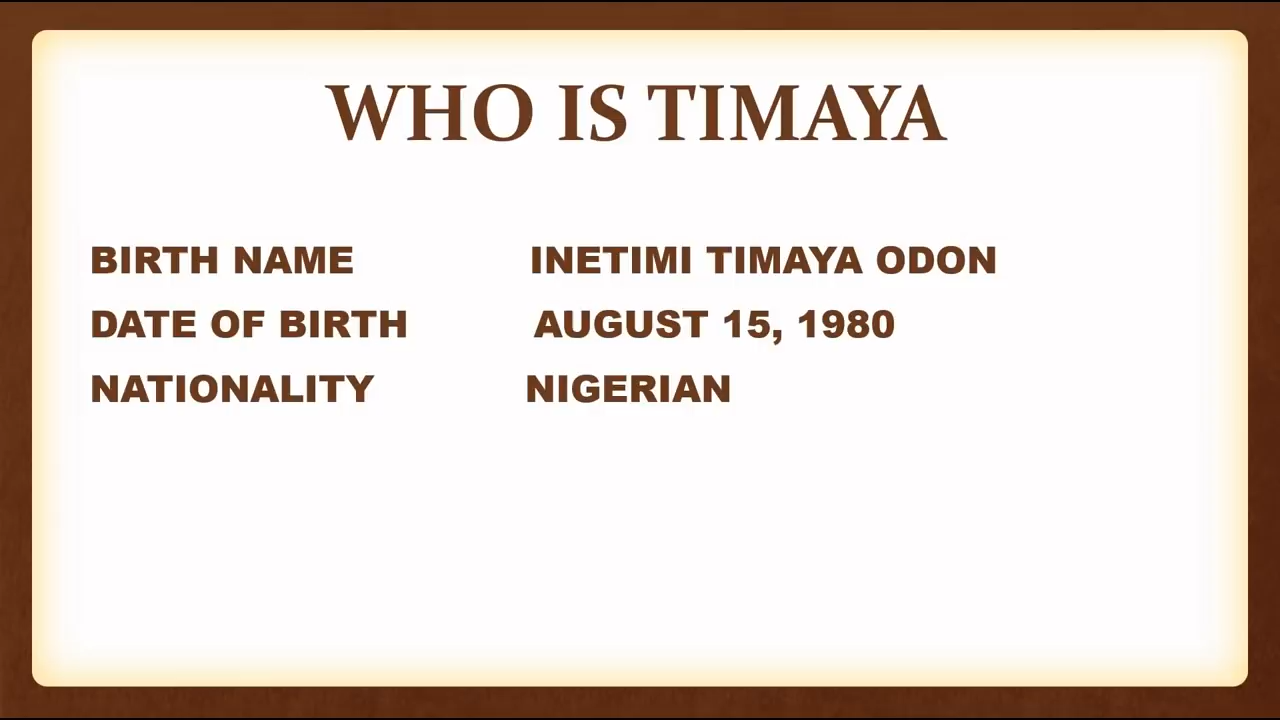 WHO IS TIMAYA
BIRTH NAME INETIMI TIMAYA ODON
DATE OF BIRTH AUGUST 15, 1980
NATIONALITY NIGERIAN